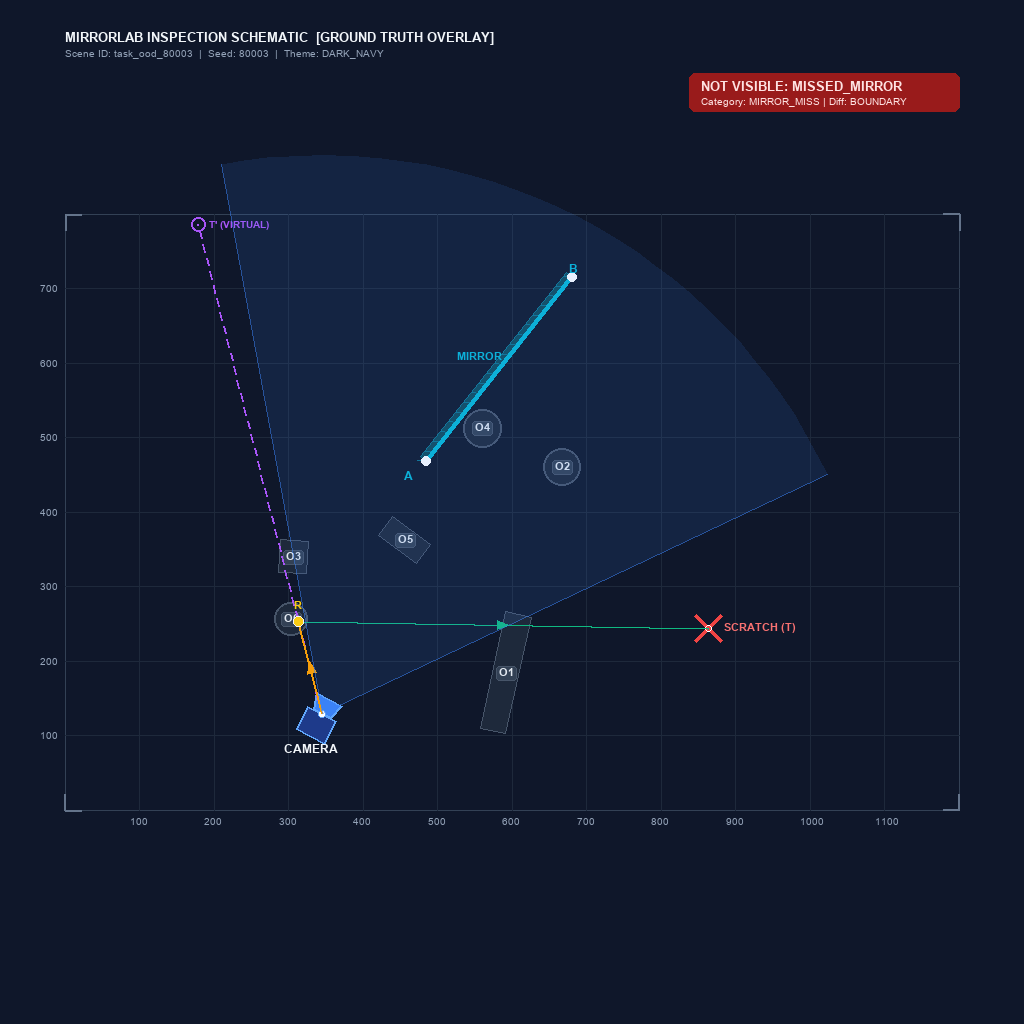 MIRRORLAB INSPECTION SCHEMATIC [GROUND TRUTH OVERLAY]
Scene ID: task_ood_80003 | Seed: 80003 | Theme: DARK_NAVY
NOT VISIBLE: MISSED_MIRROR
Category: MIRROR_MISS | Diff: BOUNDARY
T' (VIRTUAL)
B
700
MIRROR
600
O4
500
O2
A
400
O5
O3
300
R
SCRATCH (T)
200
O1
100
CAMERA
100 200 300 400 500 600 700 800 900 1000 1100